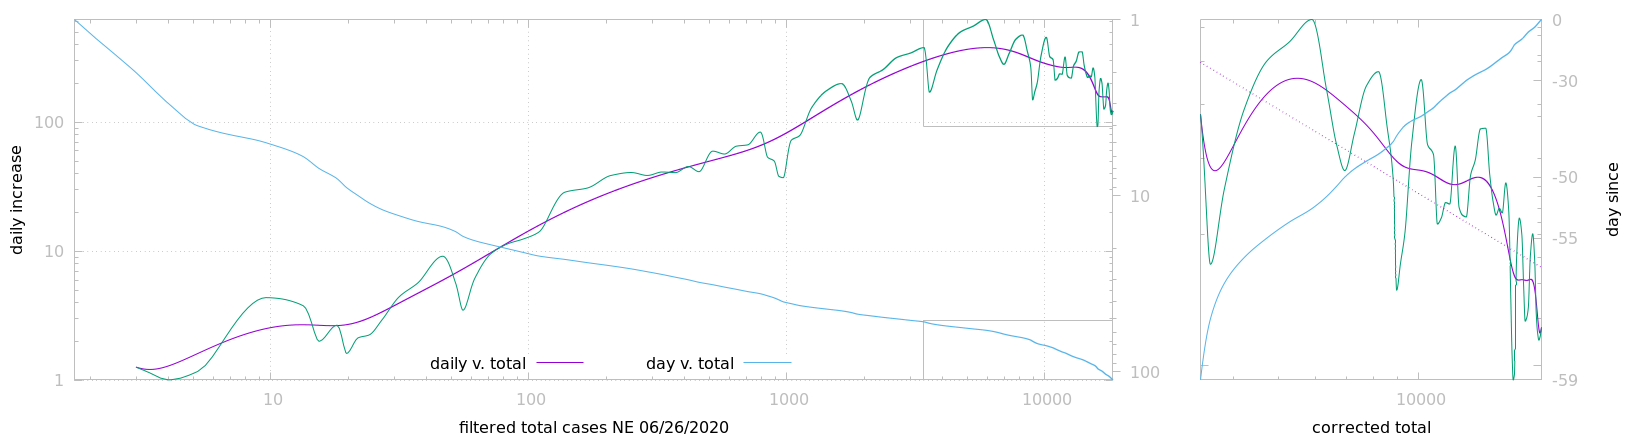 daily increase
100
10
1
10
100
1000
10000
filtered total cases NE 06/26/2020
daily v. total
day v. total
1
10
100
10000
corrected total
0
-30
-50
-55
-59
day since